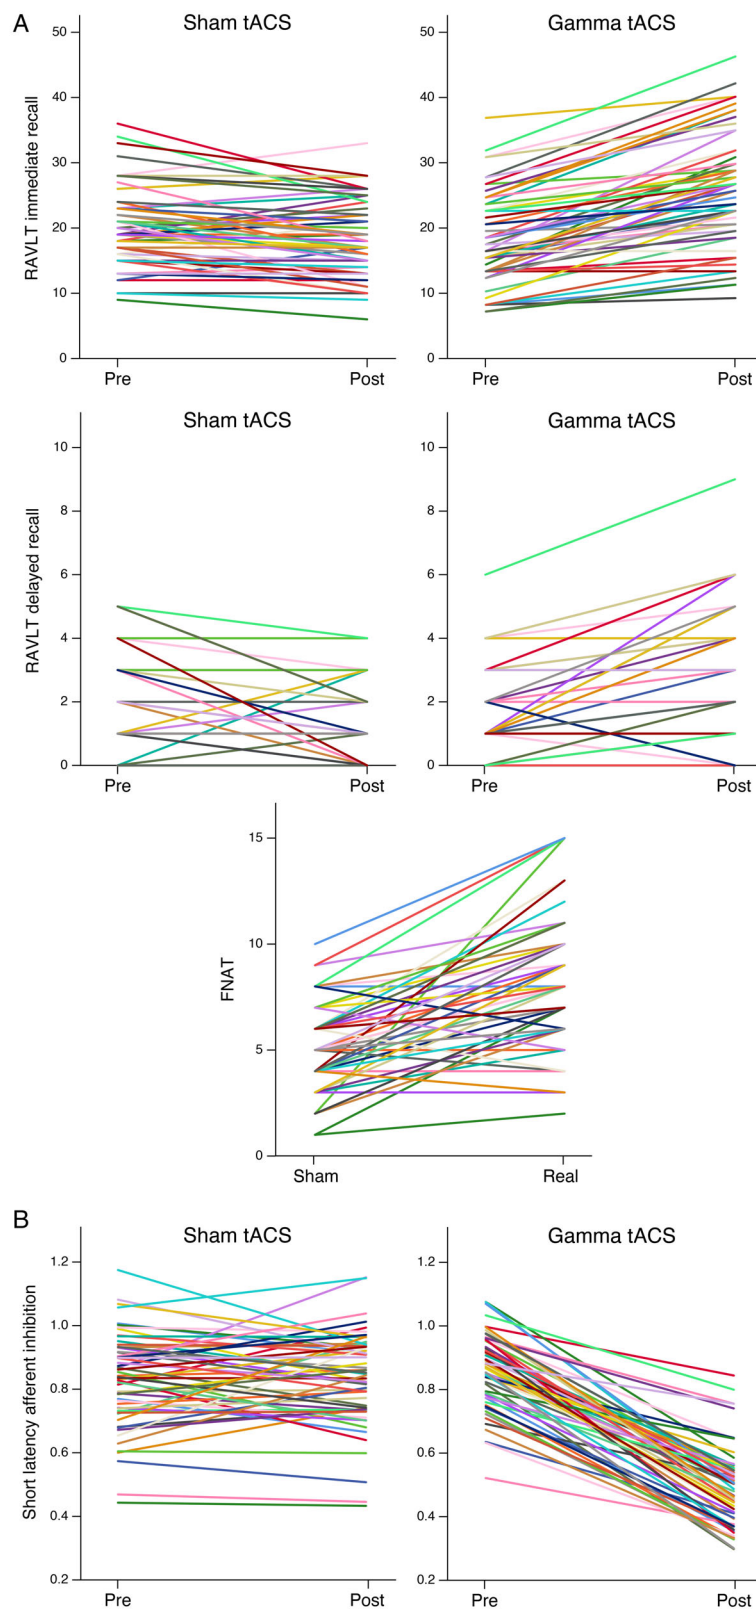 A
Sham tACS
Gamma tACS
50
40
30
20
10
0
RAVLT immediate recall
Pre
Post
50
40
30
20
10
0
Pre
Post
Sham tACS
Gamma tACS
10
8
6
4
2
0
RAVLT delayed recall
Pre
Post
10
8
6
4
2
0
Pre
Post
15
10
5
0
FNAT
Sham
Real
B
Sham tACS
Gamma tACS
1.2
1.0
0.8
0.6
0.4
0.2
Short latency afferent inhibition
Pre
Post
1.2
1.0
0.8
0.6
0.4
0.2
Pre
Post